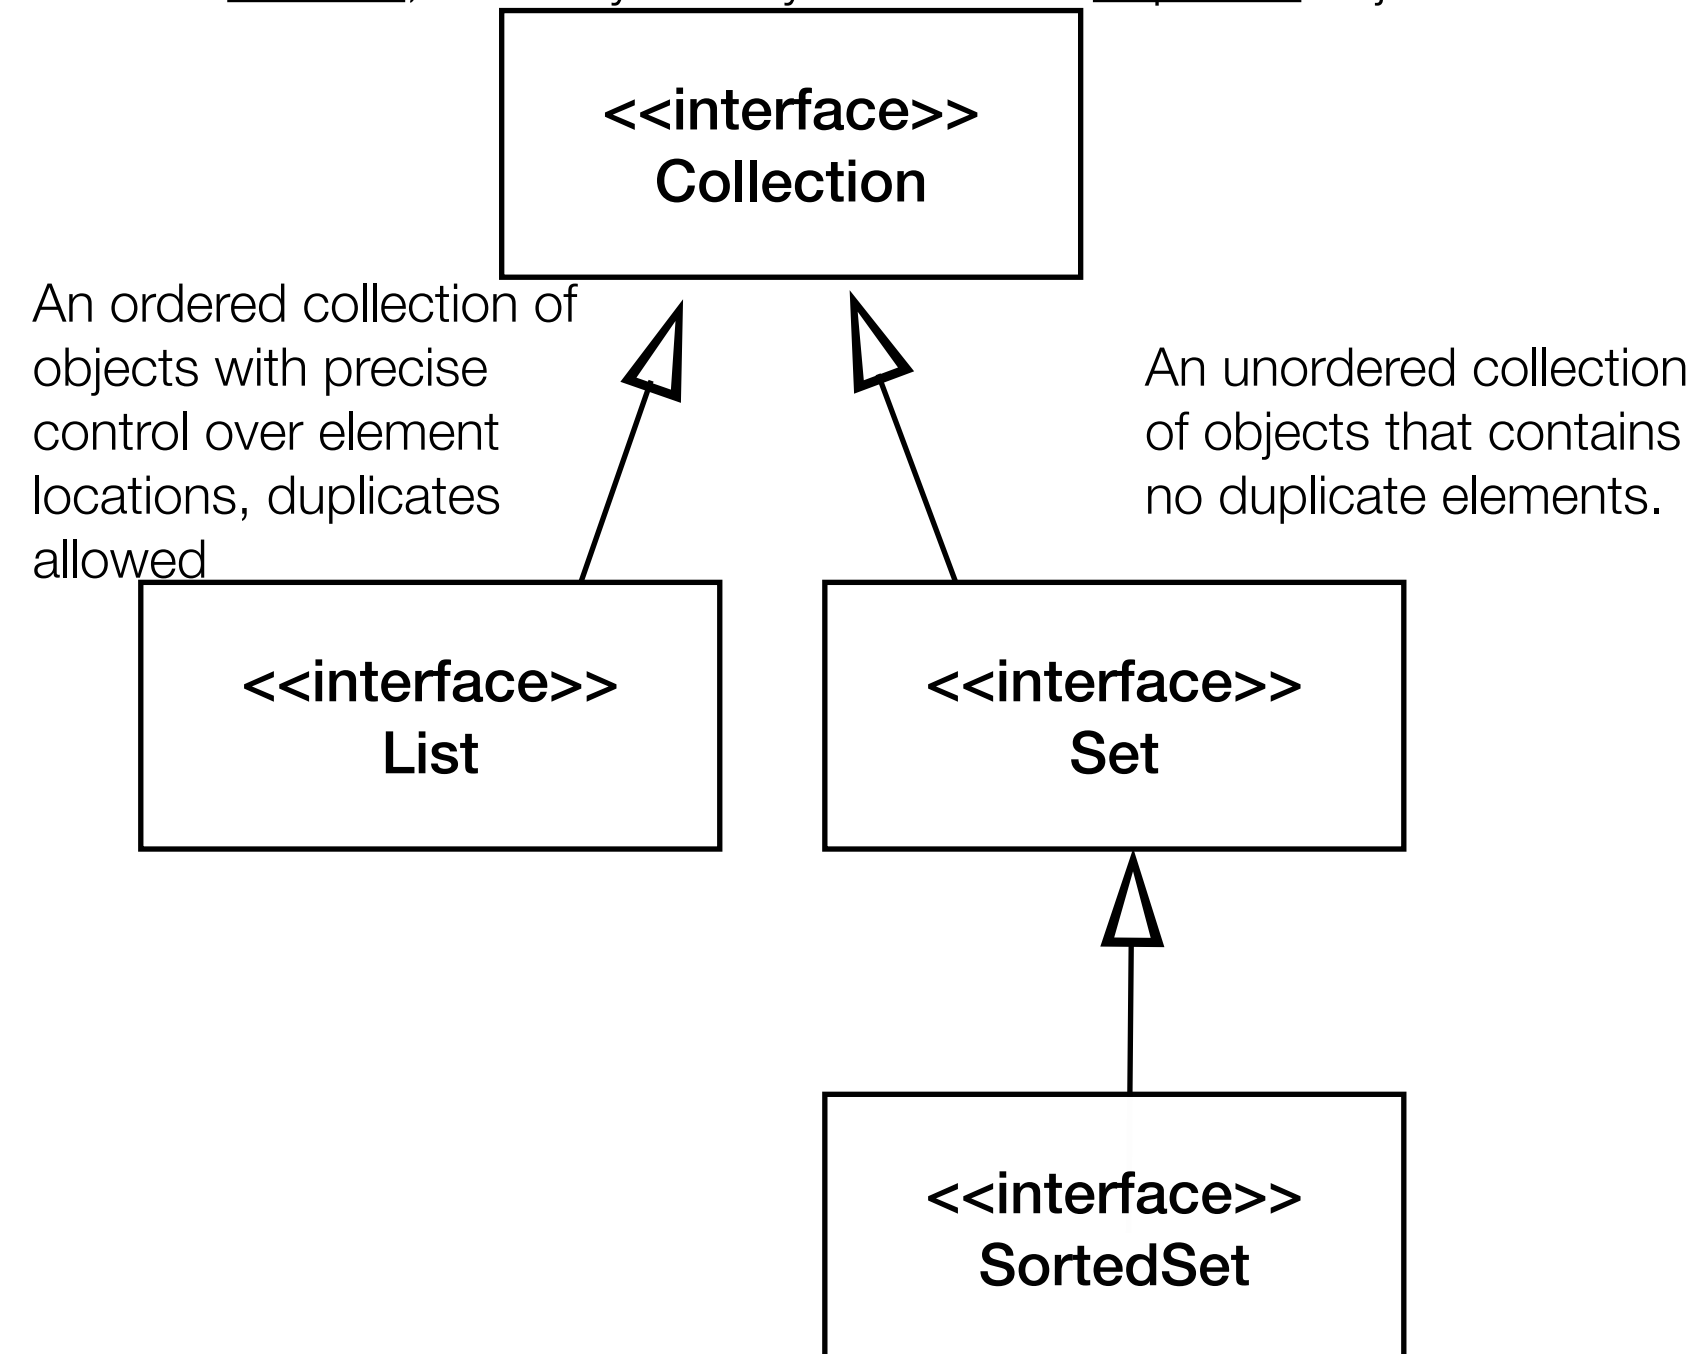 <<interface>>
Collection
An ordered collection of
objects with precise
control over element
locations, duplicates
allowed
An unordered collection
of objects that contains
no duplicate elements.
<<interface>>
List
<<interface>>
Set
<<interface>>
SortedSet